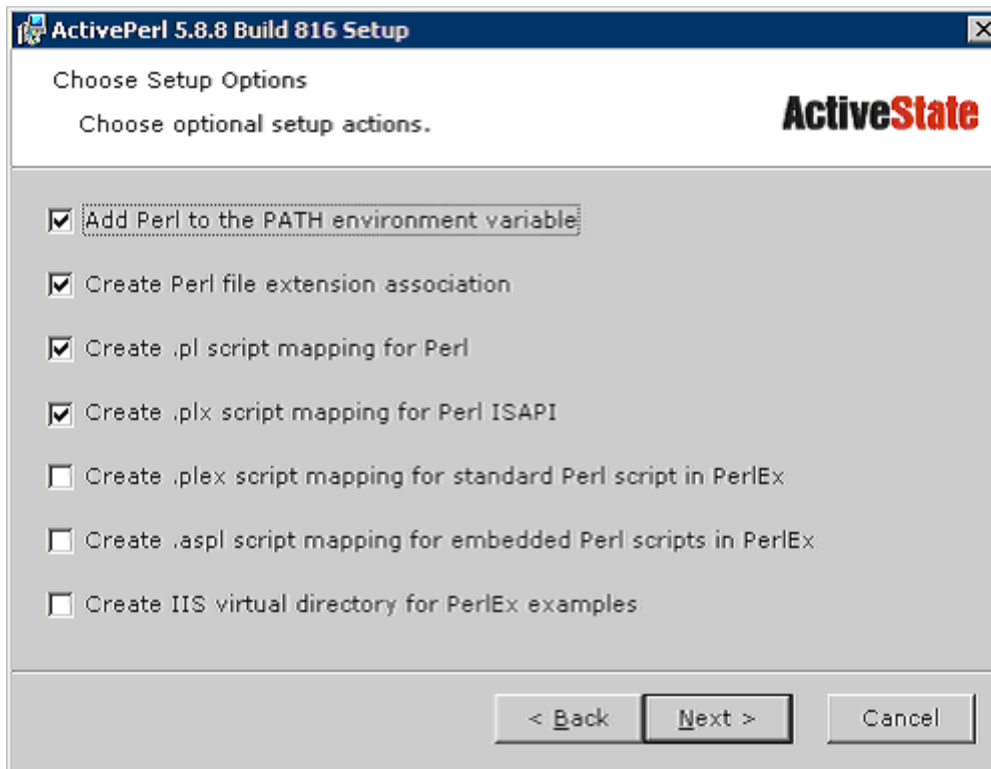 ActivePerl 5.8.8 Build 816 Setup
Choose Setup Options
Choose optional setup actions.
ActiveState
Add Perl to the PATH environment variable
Create Perl file extension association
Create .pl script mapping for Perl
Create .plx script mapping for Perl ISAPI
Create .plex script mapping for standard Perl script in PerlEx
Create .aspl script mapping for embedded Perl scripts in PerlEx
Create IIS virtual directory for PerlEx examples
< Back Next > Cancel